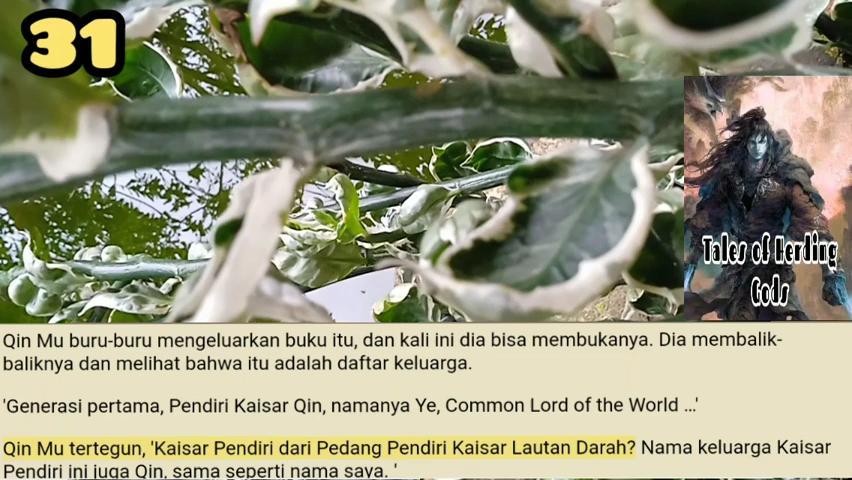 31
Tales of Herding
Gods
Qin Mu buru-buru mengeluarkan buku itu, dan kali ini dia bisa membukanya. Dia membalik-
baliknya dan melihat bahwa itu adalah daftar keluarga.
'Generasi pertama, Pendiri Kaisar Qin, namanya Ye, Common Lord of the World ...'
Qin Mu tertegun, 'Kaisar Pendiri dari Pedang Pendiri Kaisar Lautan Darah? Nama keluarga Kaisar
Pendiri ini juga Qin, sama seperti nama saya. '